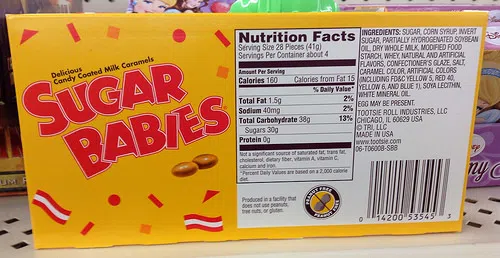 Delicious
Candy Coated Milk Caramels
SUGAR
BABIES
Nutrition Facts
Serving Size 28 Pieces (41g)
Servings Per Container about 4
Amount Per Serving
Calories 160 Calories from Fat 15
% Daily Value*
Total Fat 1.5g 2%
Sodium 40mg 2%
Total Carbohydrate 38g 13%
Sugars 30g
Protein 0g
Not a significant source of saturated fat, trans fat,
cholesterol, dietary fiber, vitamin A, vitamin C,
calcium and iron.
*Percent Daily Values are based on a 2,000 calorie
diet.
Produced in a facility that
does not use peanuts,
tree nuts, or gluten.
PEANUT FREE
INGREDIENTS: SUGAR, CORN SYRUP, INVERT
SUGAR, PARTIALLY HYDROGENATED SOYBEAN
OIL, DRY WHOLE MILK, MODIFIED FOOD
STARCH, WHEY, NATURAL AND ARTIFICIAL
FLAVORS, CONFECTIONER'S GLAZE, SALT,
CARAMEL COLOR, ARTIFICIAL COLORS
(INCLUDING FD&C YELLOW 5, RED 40,
YELLOW 6, AND BLUE 1), SOY LECITHIN,
WHITE MINERAL OIL.
EGG MAY BE PRESENT.
TOOTSIE ROLL INDUSTRIES, LLC
CHICAGO, IL 60629 USA
© TRI, LLC
MADE IN USA
www.tootsie.com
06-T0600B-SBB
0 14200 53545 3
ny